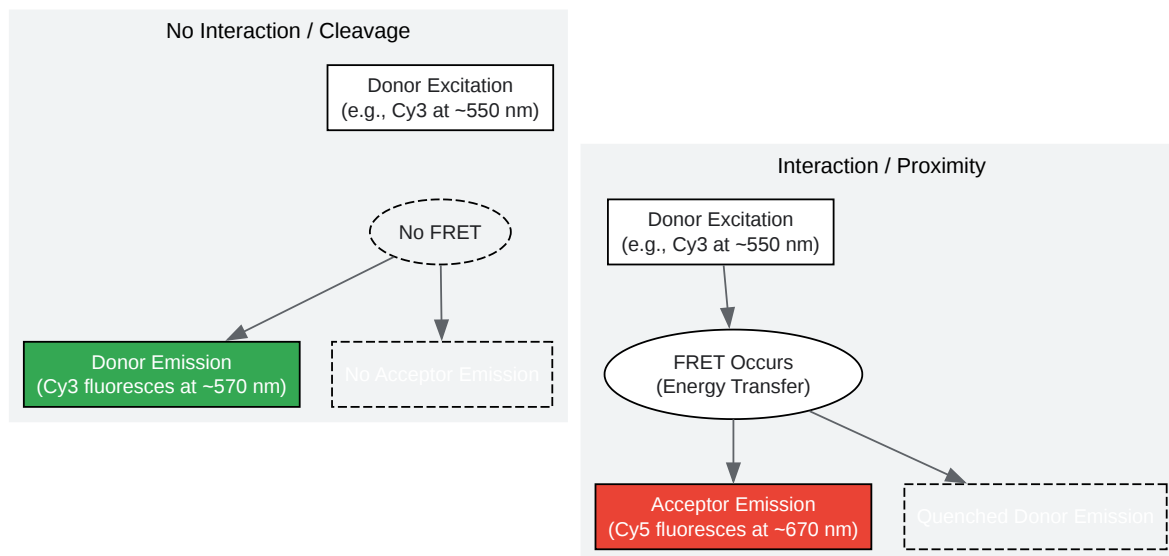 No Interaction / Cleavage
Donor Excitation
(e.g., Cy3 at ~550 nm)
No FRET
Donor Emission
(Cy3 fluoresces at ~570 nm)
No Acceptor Emission
Interaction / Proximity
Donor Excitation
(e.g., Cy3 at ~550 nm)
FRET Occurs
(Energy Transfer)
Acceptor Emission
(Cy5 fluoresces at ~670 nm)
Quenched Donor Emission